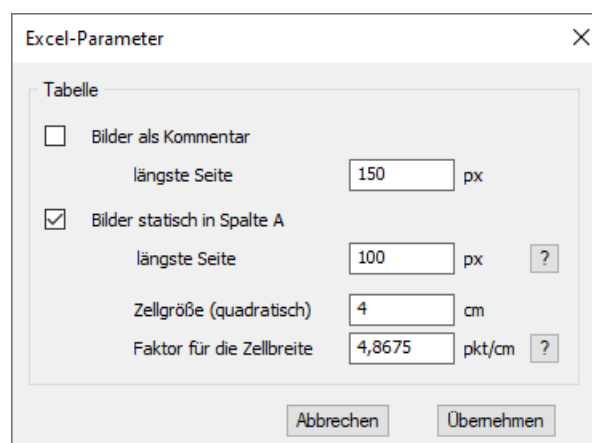 Excel-Parameter
Tabelle
Bilder als Kommentar
längste Seite 150 px
Bilder statisch in Spalte A
längste Seite 100 px ?
Zellgröße (quadratisch) 4 cm
Faktor für die Zellbreite 4,8675 pkt/cm ?
Abbrechen Übernehmen